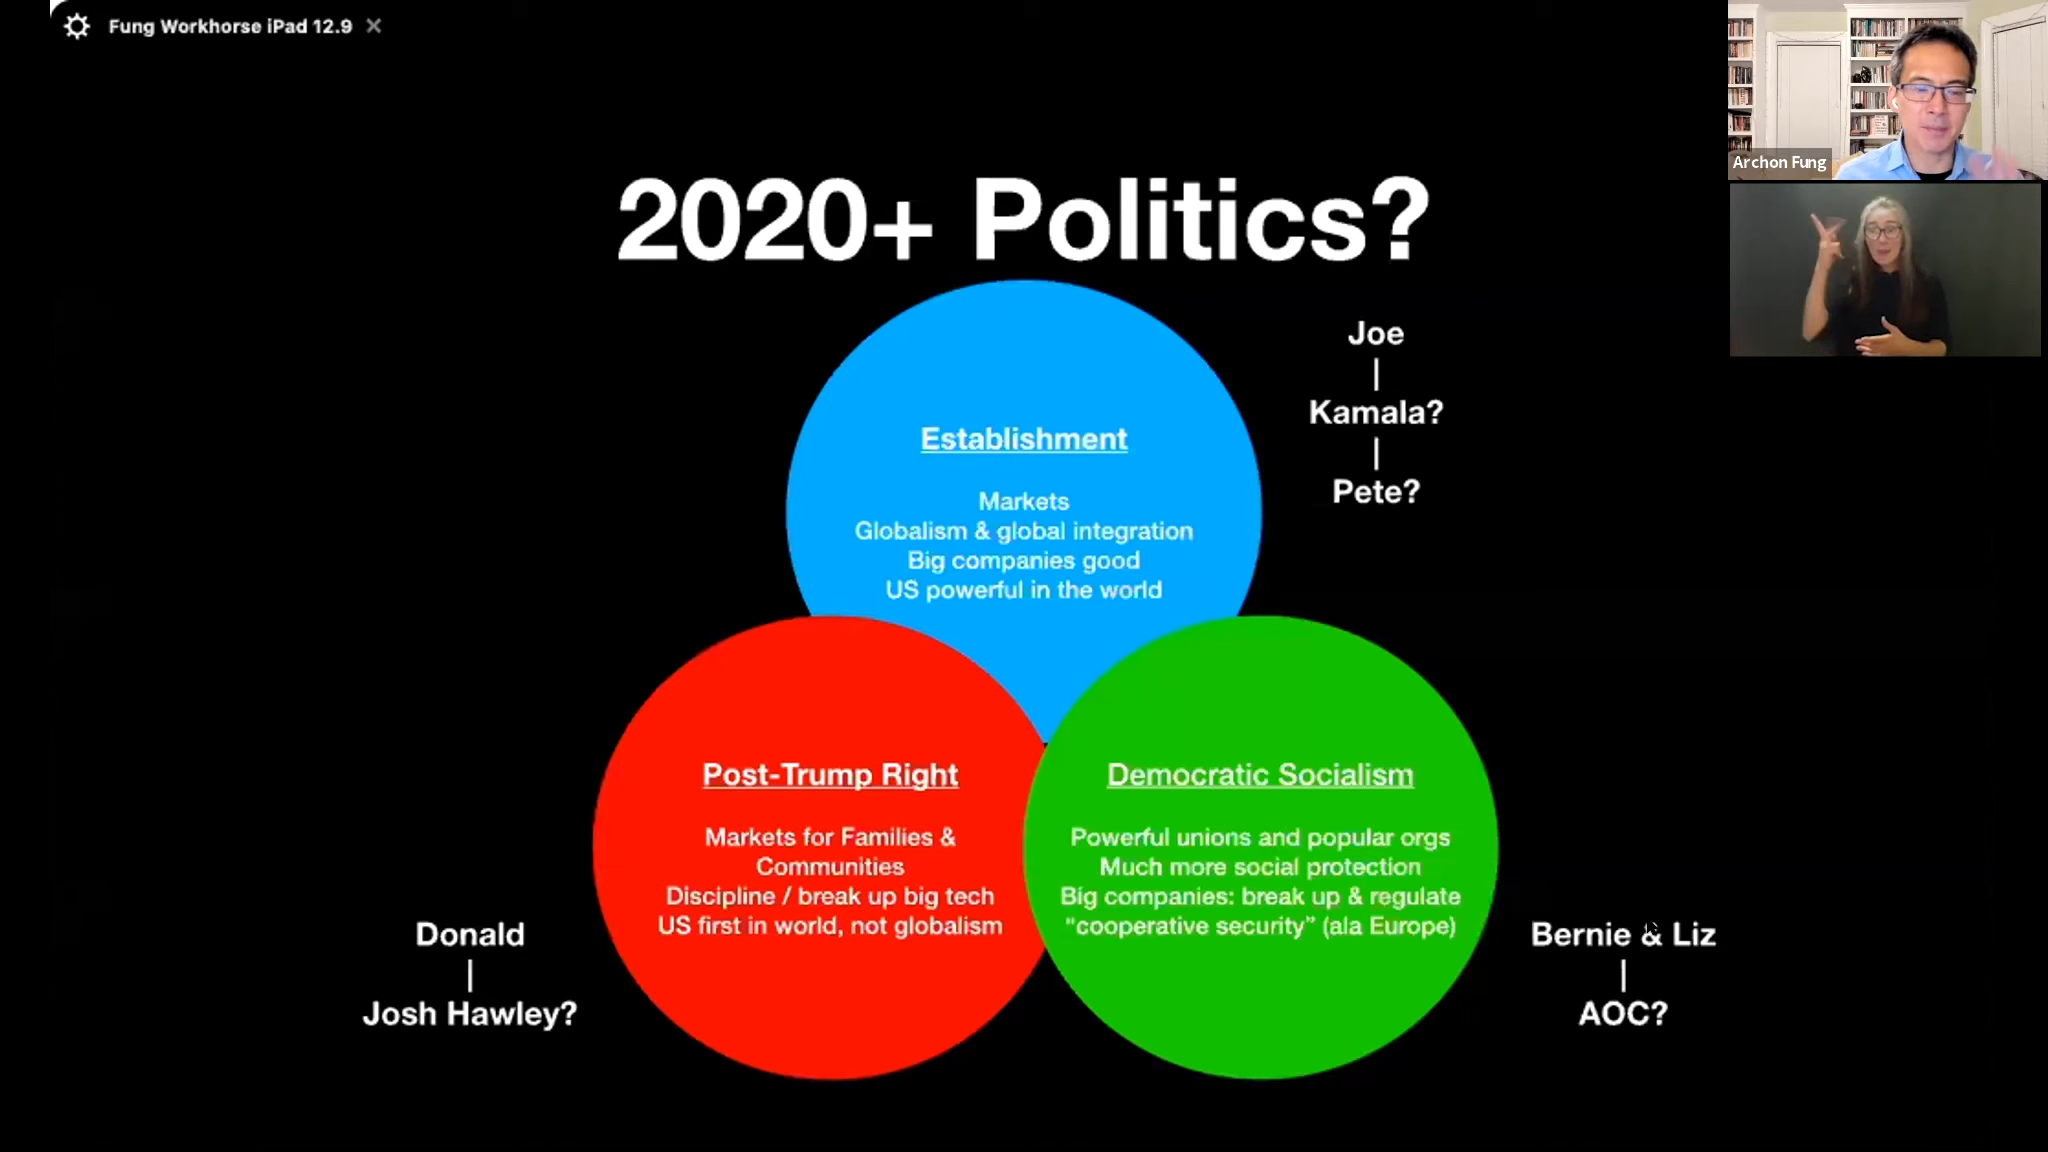 Fung Workhorse iPad 12.9
Archon Fung
2020+ Politics?
Joe
Kamala?
Pete?
Establishment
Markets
Globalism & global integration
Big companies good
US powerful in the world
Post-Trump Right
Markets for Families &
Communities
Discipline / break up big tech
US first in world, not globalism
Donald
Josh Hawley?
Democratic Socialism
Powerful unions and popular orgs
Much more social protection
Big companies: break up & regulate
"cooperative security” (ala Europe)
Bernie & Liz
AOC?